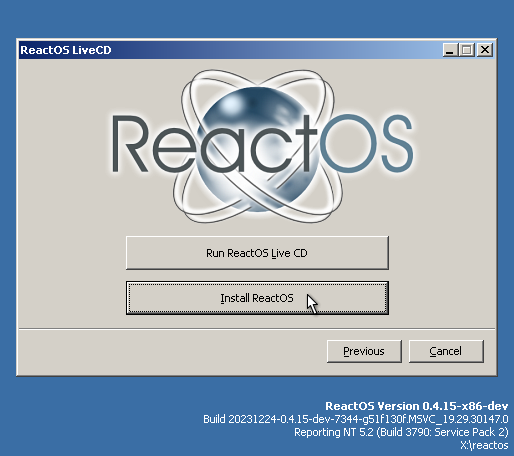 ReactOS LiveCD
ReactOS
Run ReactOS Live CD
Install ReactOS
Previous
Cancel
ReactOS Version 0.4.15-x86-dev
Build 20231224-0.4.15-dev-7344-g51f130f.MSVC_19.29.30147.0
Reporting NT 5.2 (Build 3790: Service Pack 2)
X:\reactos